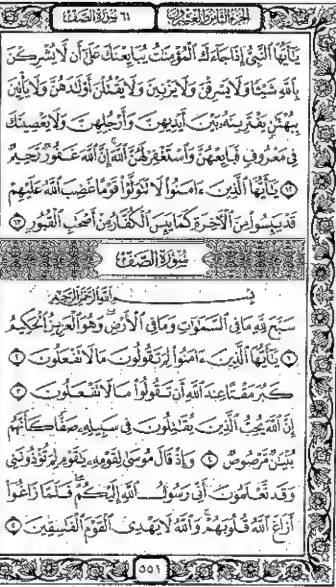 الجزء الثامن والعشرون ٦١ سورة الصف
يَٰٓأَيُّهَا ٱلنَّبِىُّ إِذَا جَآءَكَ ٱلْمُؤْمِنَٰتُ يُبَايِعْنَكَ عَلَىٰٓ أَن لَّا يُشْرِكْنَ
بِٱللَّهِ شَيْـًٔا وَلَا يَسْرِقْنَ وَلَا يَزْنِينَ وَلَا يَقْتُلْنَ أَوْلَٰدَهُنَّ وَلَا يَأْتِينَ
بِبُهْتَٰنٍ يَفْتَرِينَهُۥ بَيْنَ أَيْدِيهِنَّ وَأَرْجُلِهِنَّ وَلَا يَعْصِينَكَ
فِى مَعْرُوفٍ فَبَايِعْهُنَّ وَٱسْتَغْفِرْ لَهُنَّ ٱللَّهَ إِنَّ ٱللَّهَ غَفُورٌ رَّحِيمٌ
١٢ يَٰٓأَيُّهَا ٱلَّذِينَ ءَامَنُوا۟ لَا تَتَوَلَّوْا۟ قَوْمًا غَضِبَ ٱللَّهُ عَلَيْهِمْ
قَدْ يَئِسُوا۟ مِنَ ٱلْءَاخِرَةِ كَمَا يَئِسَ ٱلْكُفَّارُ مِنْ أَصْحَٰبِ ٱلْقُبُورِ ١٣
سُورَةُ الصَّفِّ
بِسْمِ ٱللَّهِ ٱلرَّحْمَٰنِ ٱلرَّحِيمِ
سَبَّحَ لِلَّهِ مَا فِى ٱلسَّمَٰوَٰتِ وَمَا فِى ٱلْأَرْضِ وَهُوَ ٱلْعَزِيزُ ٱلْحَكِيمُ
١ يَٰٓأَيُّهَا ٱلَّذِينَ ءَامَنُوا۟ لِمَ تَقُولُونَ مَا لَا تَفْعَلُونَ ٢
كَبُرَ مَقْتًا عِندَ ٱللَّهِ أَن تَقُولُوا۟ مَا لَا تَفْعَلُونَ ٣
إِنَّ ٱللَّهَ يُحِبُّ ٱلَّذِينَ يُقَٰتِلُونَ فِى سَبِيلِهِۦ صَفًّا كَأَنَّهُم
بُنْيَٰنٌ مَّرْصُوصٌ ٤ وَإِذْ قَالَ مُوسَىٰ لِقَوْمِهِۦ يَٰقَوْمِ لِمَ تُؤْذُونَنِى
وَقَد تَّعْلَمُونَ أَنِّى رَسُولُ ٱللَّهِ إِلَيْكُمْ فَلَمَّا زَاغُوٓا۟
أَزَاغَ ٱللَّهُ قُلُوبَهُمْ وَٱللَّهُ لَا يَهْدِى ٱلْقَوْمَ ٱلْفَٰسِقِينَ ٥
٥٥١